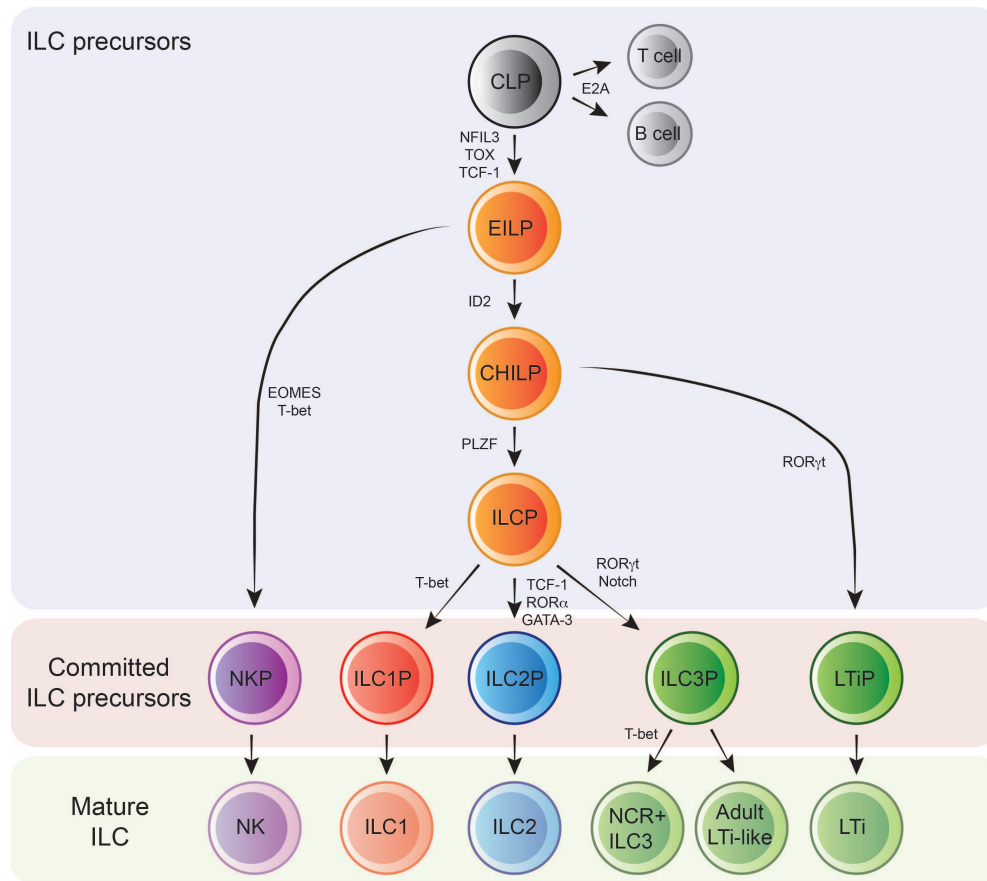 ILC precursors
CLP
T cell
E2A
B cell
NFIL3
TOX
TCF-1
EILP
ID2
CHILP
EOMES
T-bet
PLZF
RORγt
ILCP
T-bet
TCF-1
RORα
GATA-3
RORγt
Notch
Committed
ILC precursors
NKP
ILC1P
ILC2P
ILC3P
LTiP
T-bet
Mature
ILC
NK
ILC1
ILC2
NCR+
ILC3
Adult
LTi-like
LTi